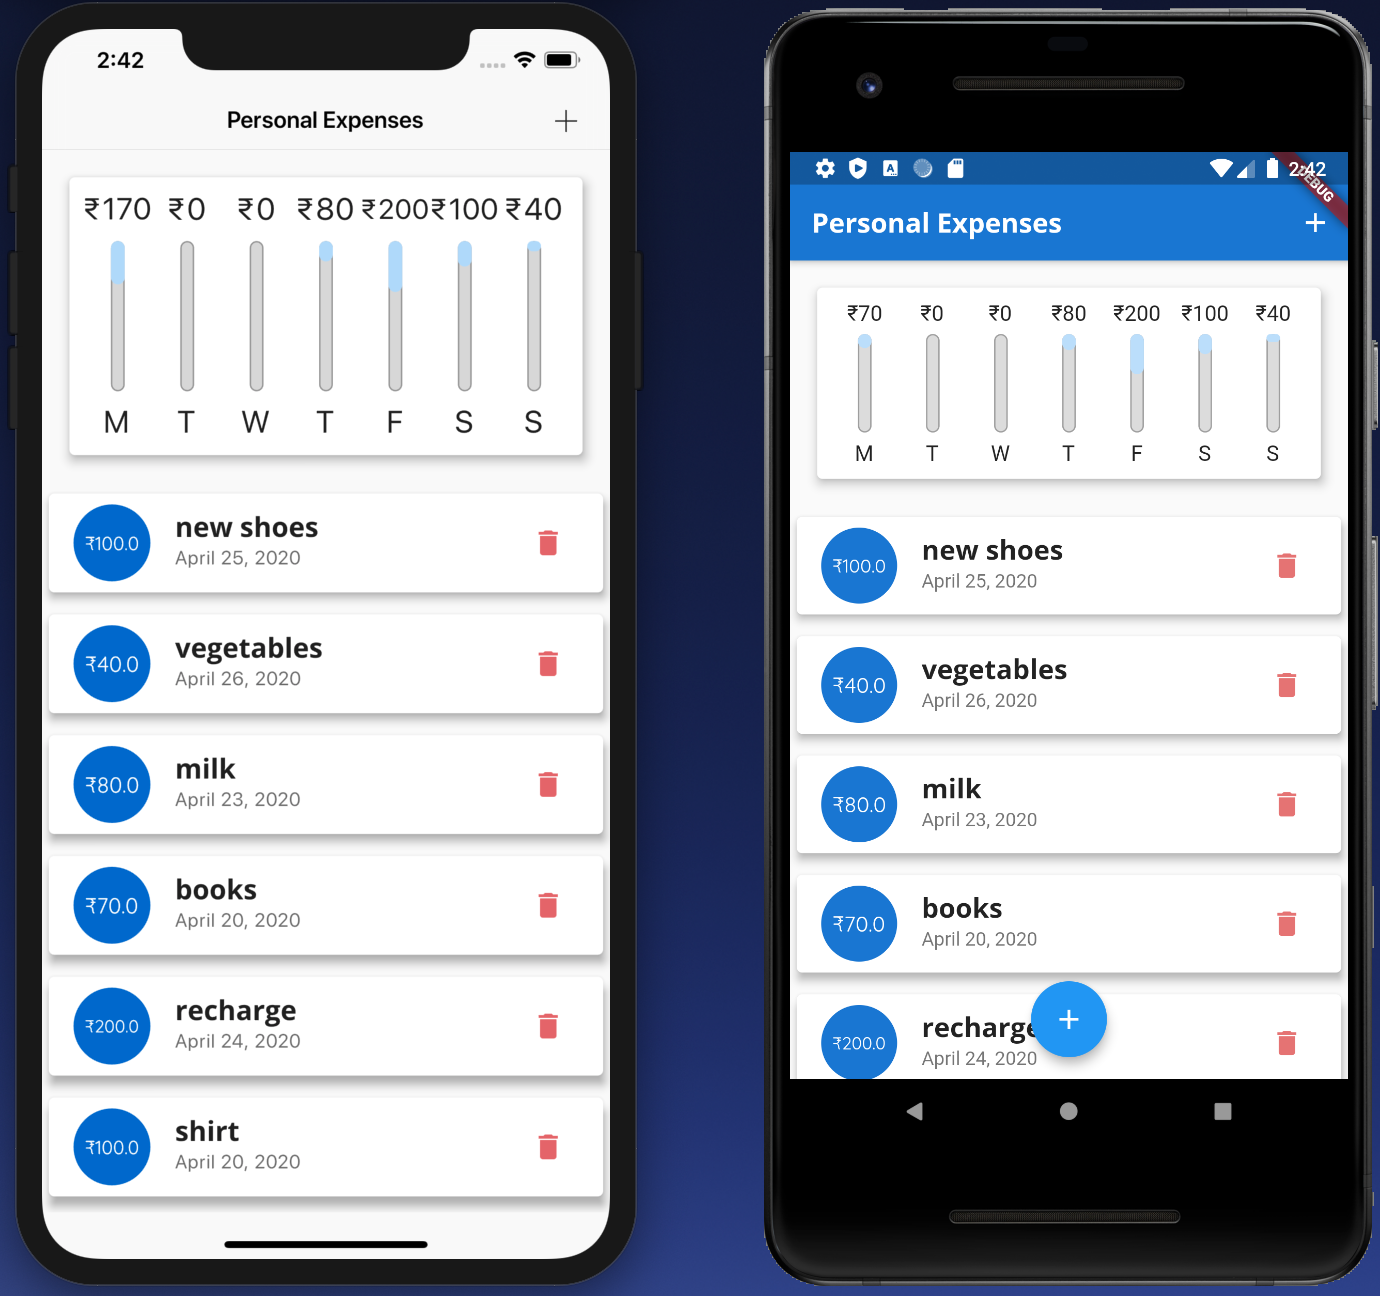 2:42
Personal Expenses
₹170 ₹0 ₹0 ₹80 ₹200 ₹100 ₹40
M T W T F S S
₹100.0
new shoes
April 25, 2020
₹40.0
vegetables
April 26, 2020
₹80.0
milk
April 23, 2020
₹70.0
books
April 20, 2020
₹200.0
recharge
April 24, 2020
₹100.0
shirt
April 20, 2020
A
2:42
DEBUG
Personal Expenses
₹70 ₹0 ₹0 ₹80 ₹200 ₹100 ₹40
M T W T F S S
₹100.0
new shoes
April 25, 2020
₹40.0
vegetables
April 26, 2020
₹80.0
milk
April 23, 2020
₹70.0
books
April 20, 2020
₹200.0
recharge
April 24, 2020